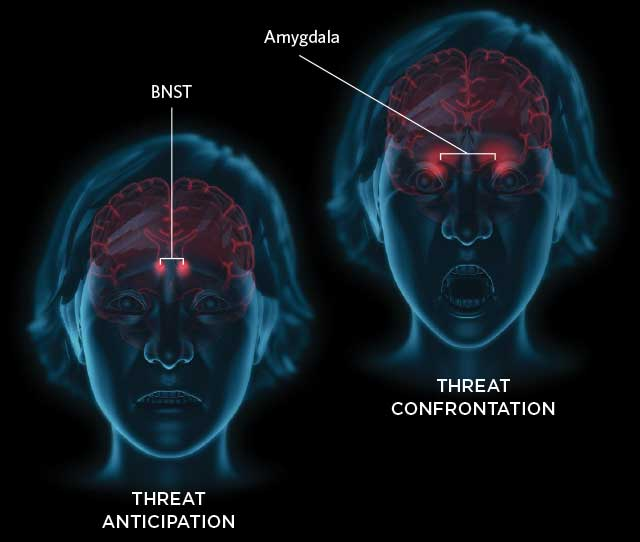 Amygdala
BNST
THREAT
CONFRONTATION
THREAT
ANTICIPATION